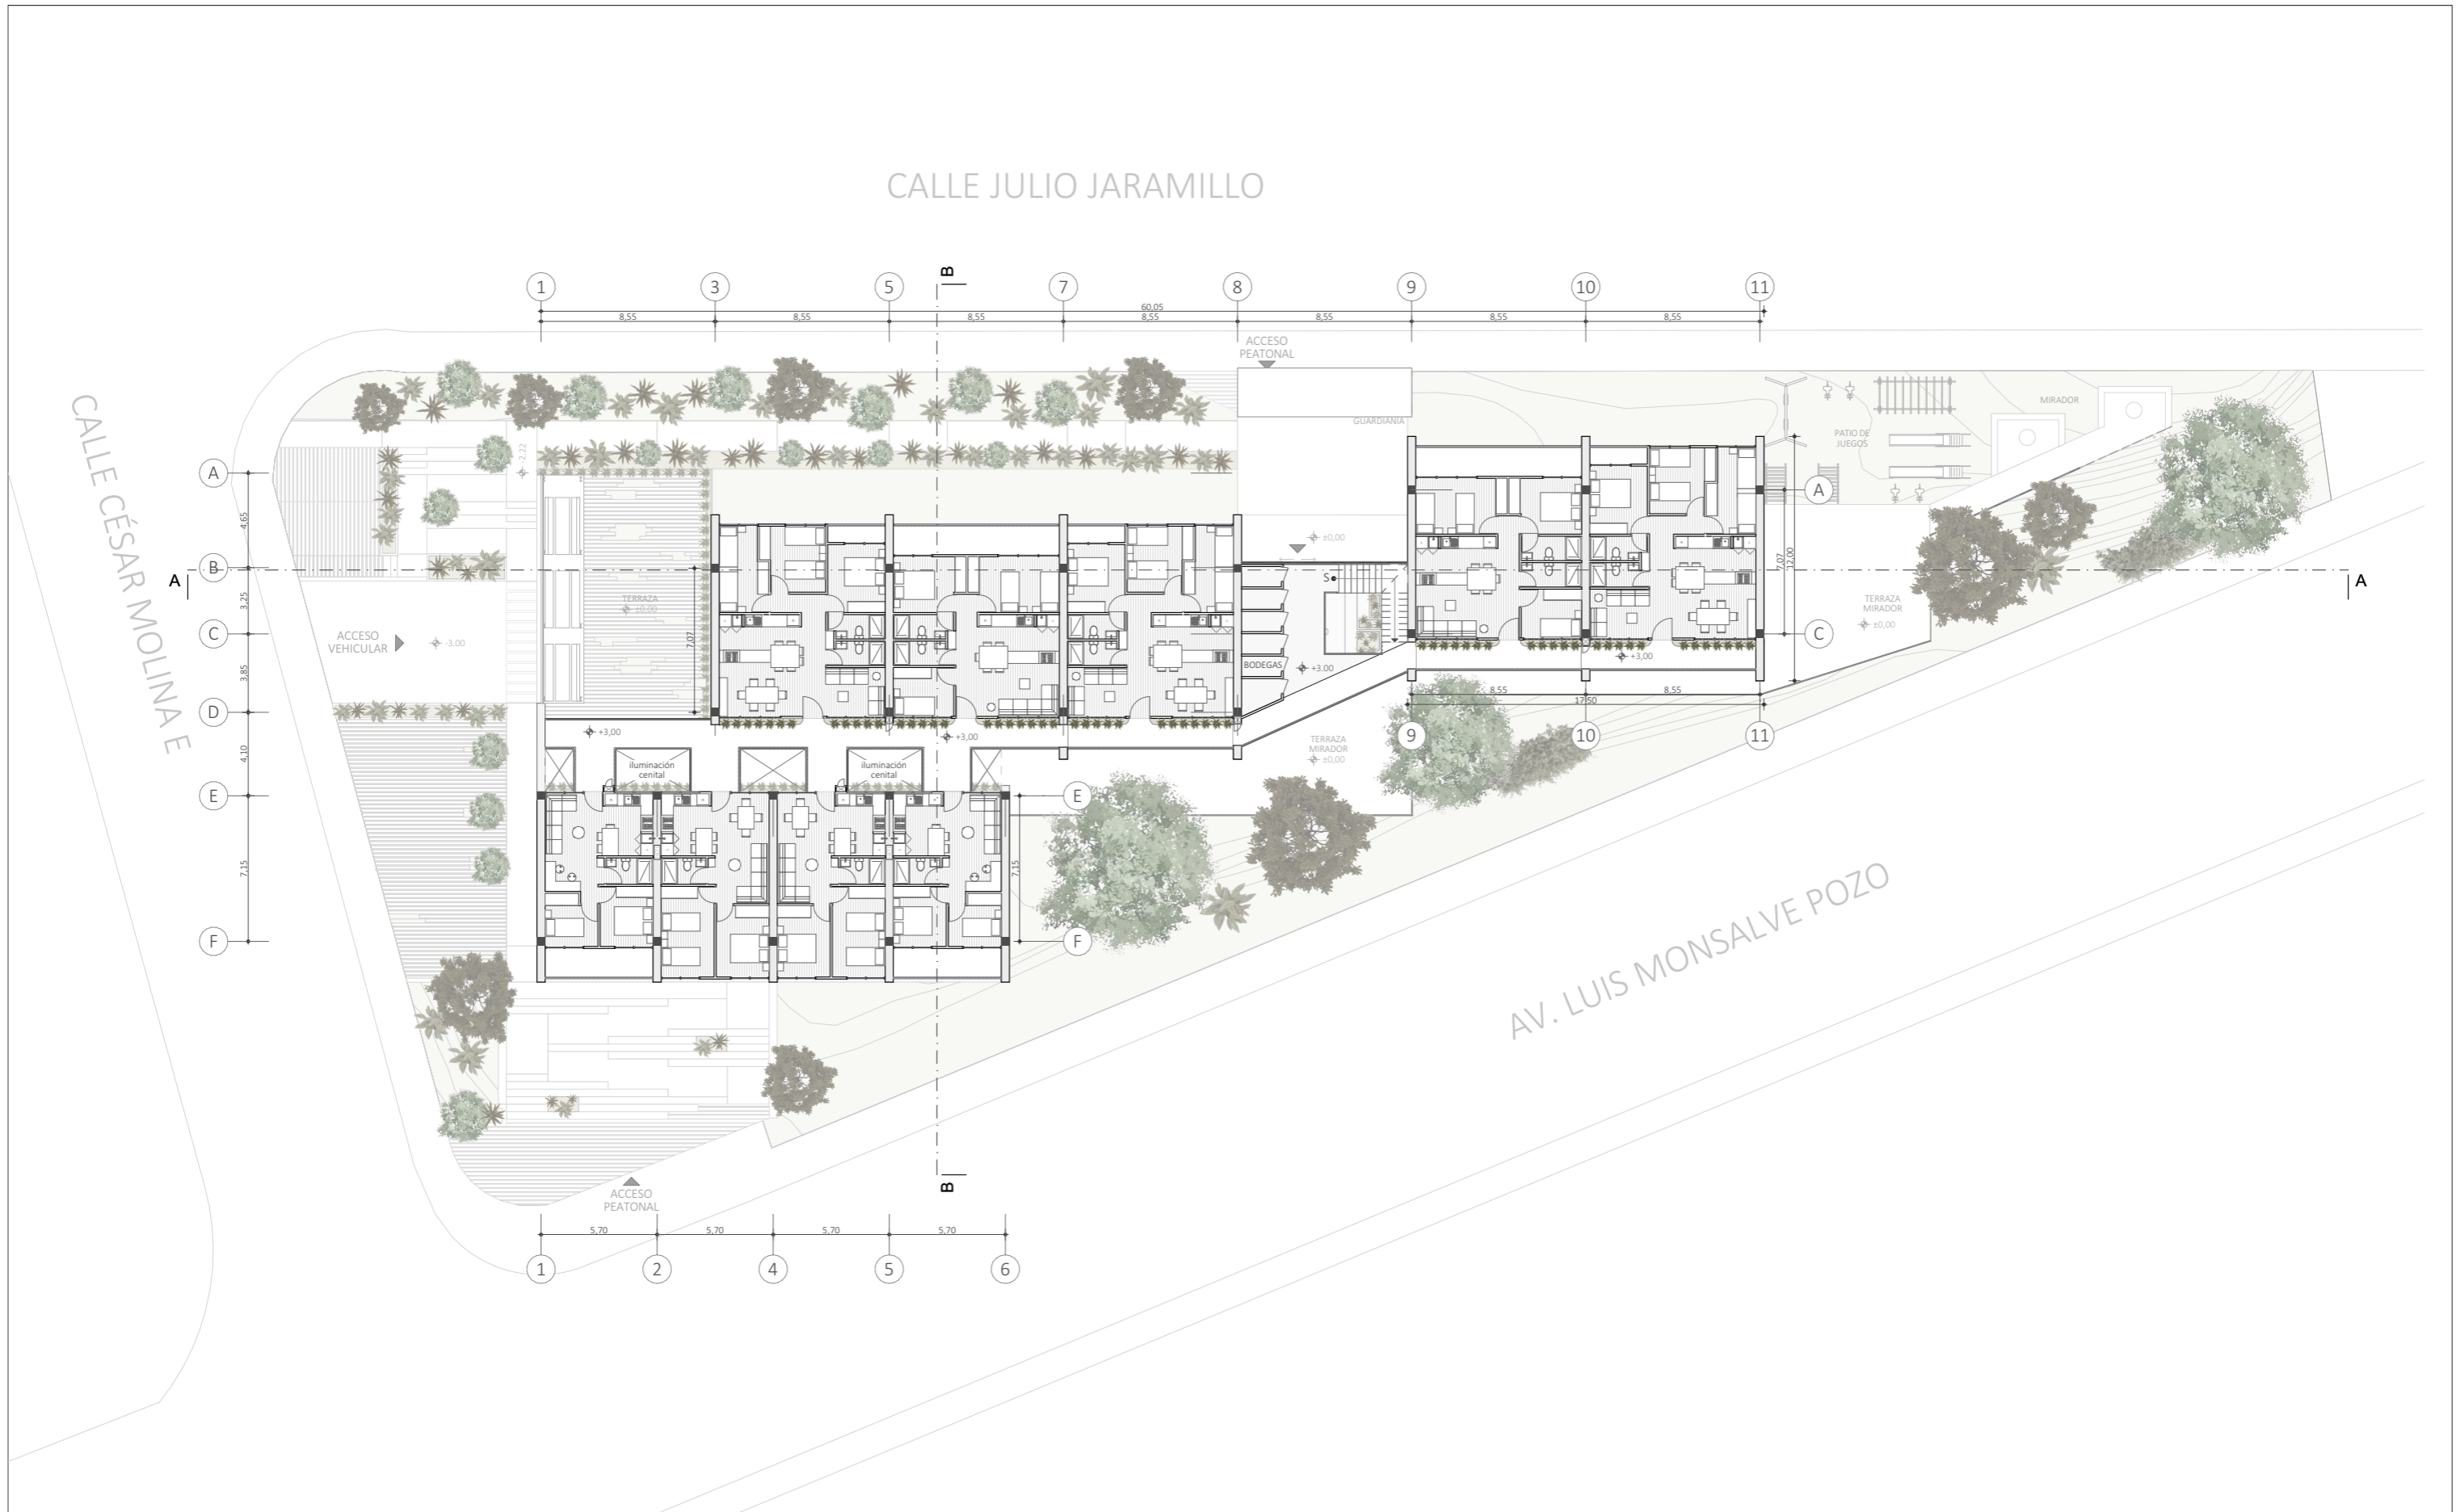 CALLE JULIO JARAMILLO
B
1
3
5
7
8
9
10
11
60,05
8,55
8,55
8,55
8,55
8,55
8,55
8,55
ACCESO
PEATONAL
CALLE CÉSAR MOLINA E
GUARDIANIA
MIRADOR
PATIO DE
JUEGOS
-2,22
A
4,65
B
3,25
C
3,85
D
4,10
E
7,15
F
A
A
A
C
7,07
12,00
±0,00
S
TERRAZA
±0,00
7,07
ACCESO
VEHICULAR
-3.00
BODEGAS
+3.00
+3,00
TERRAZA
MIRADOR
±0,00
8,55
8,55
17,50
9
10
11
+3,00
+3,00
TERRAZA
MIRADOR
±0,00
iluminación
cenital
iluminación
cenital
E
7,15
F
AV. LUIS MONSALVE POZO
B
ACCESO
PEATONAL
5,70
5,70
5,70
5,70
1
2
4
5
6